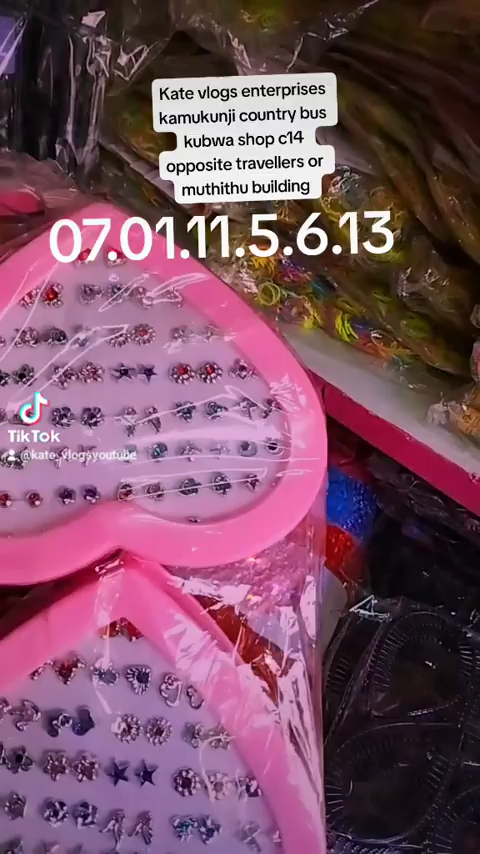 Kate vlogs enterprises
kamukunji country bus
kubwa shop c14
opposite travellers or
muthithu building
07.01.11.5.6.13
TikTok
@kate_vlogsyoutube